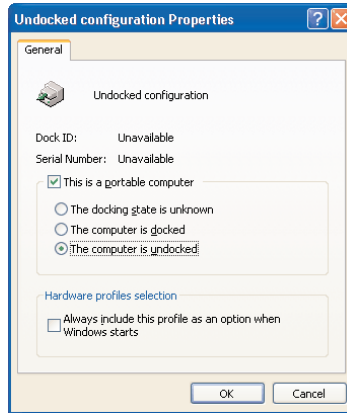 Undocked configuration Properties
General
Undocked configuration
Dock ID: Unavailable
Serial Number: Unavailable
This is a portable computer
The docking state is unknown
The computer is docked
The computer is undocked
Hardware profiles selection
Always include this profile as an option when
Windows starts
OK Cancel